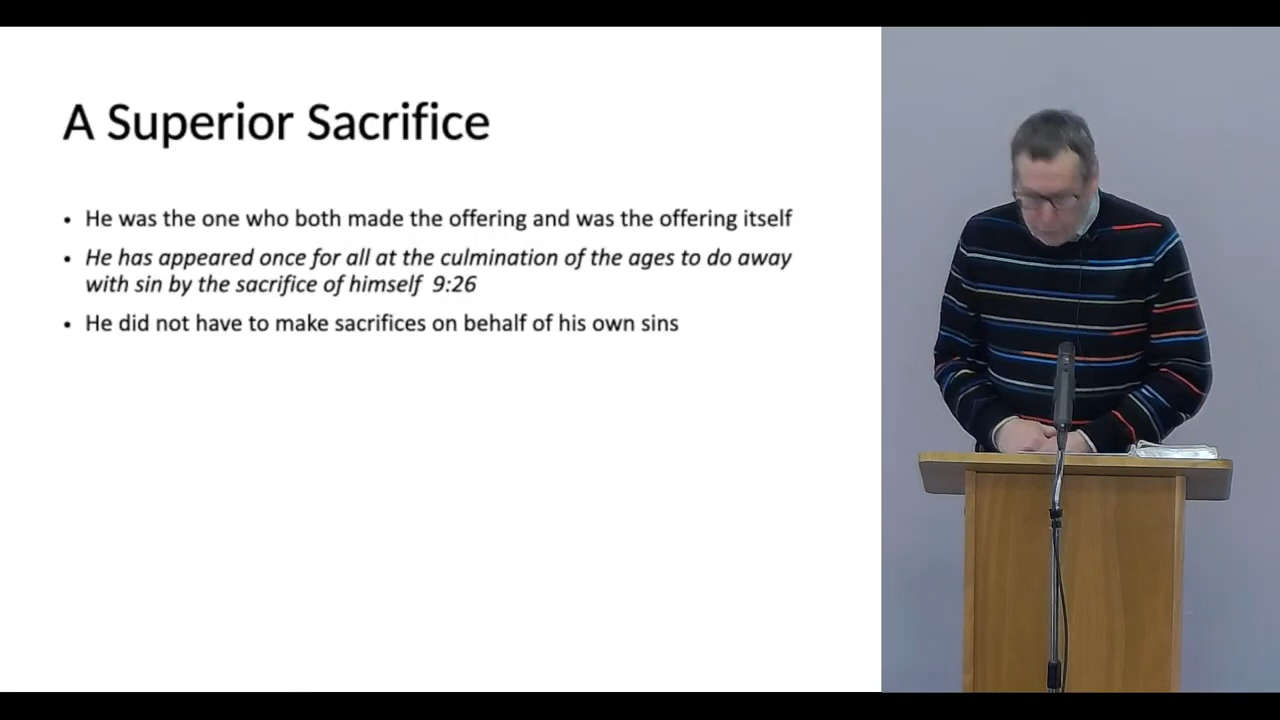 A Superior Sacrifice
• He was the one who both made the offering and was the offering itself
• He has appeared once for all at the culmination of the ages to do away
with sin by the sacrifice of himself 9:26
• He did not have to make sacrifices on behalf of his own sins